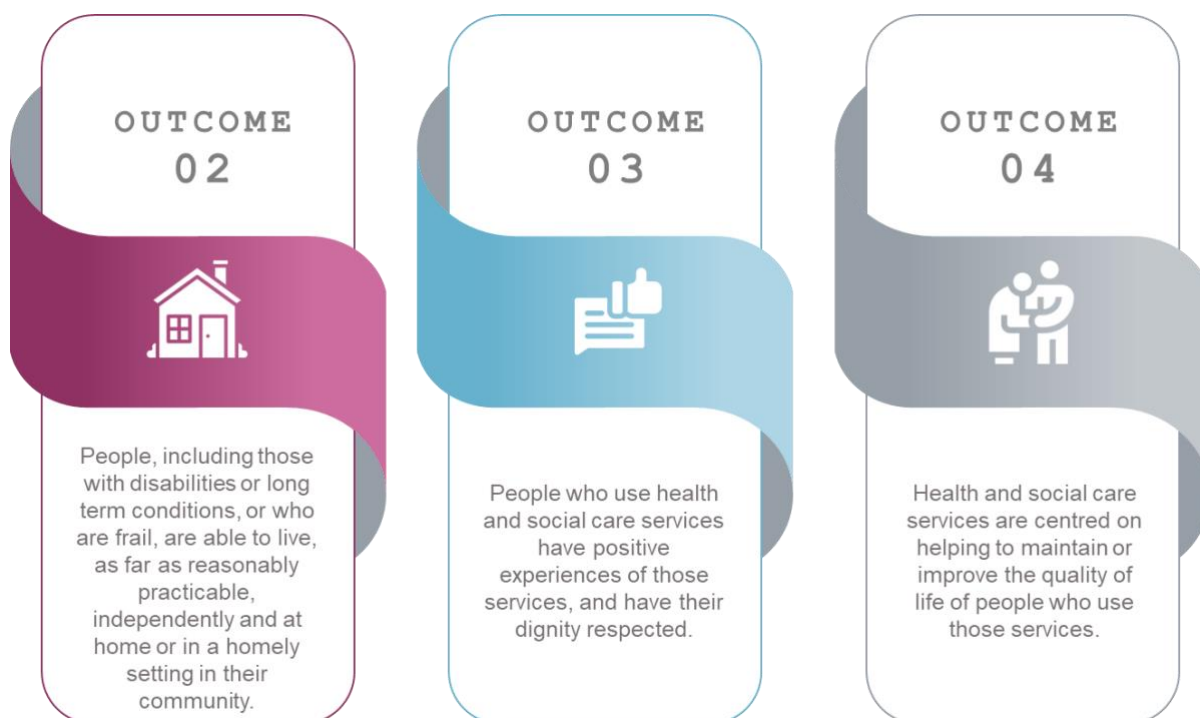 OUTCOME
02
People, including those
with disabilities or long
term conditions, or who
are frail, are able to live,
as far as reasonably
practicable,
independently and at
home or in a homely
setting in their
community.
OUTCOME
03
People who use health
and social care services
have positive
experiences of those
services, and have their
dignity respected.
OUTCOME
04
Health and social care
services are centred on
helping to maintain or
improve the quality of
life of people who use
those services.